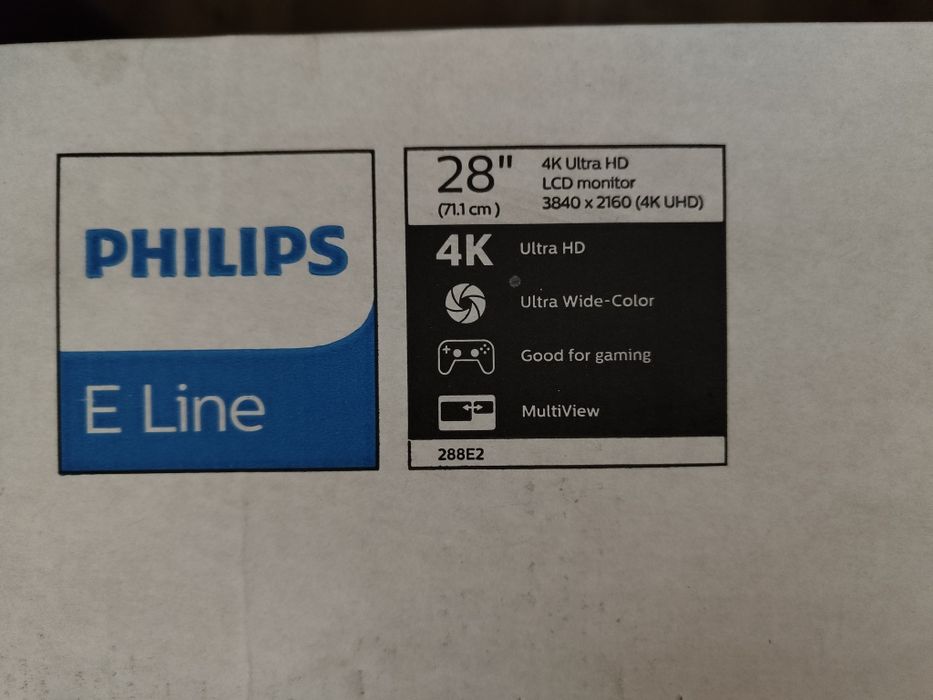 PHILIPS
E Line
28"
(71.1 cm)
4K Ultra HD
LCD monitor
3840 x 2160 (4K UHD)
4K Ultra HD
Ultra Wide-Color
Good for gaming
MultiView
288E2